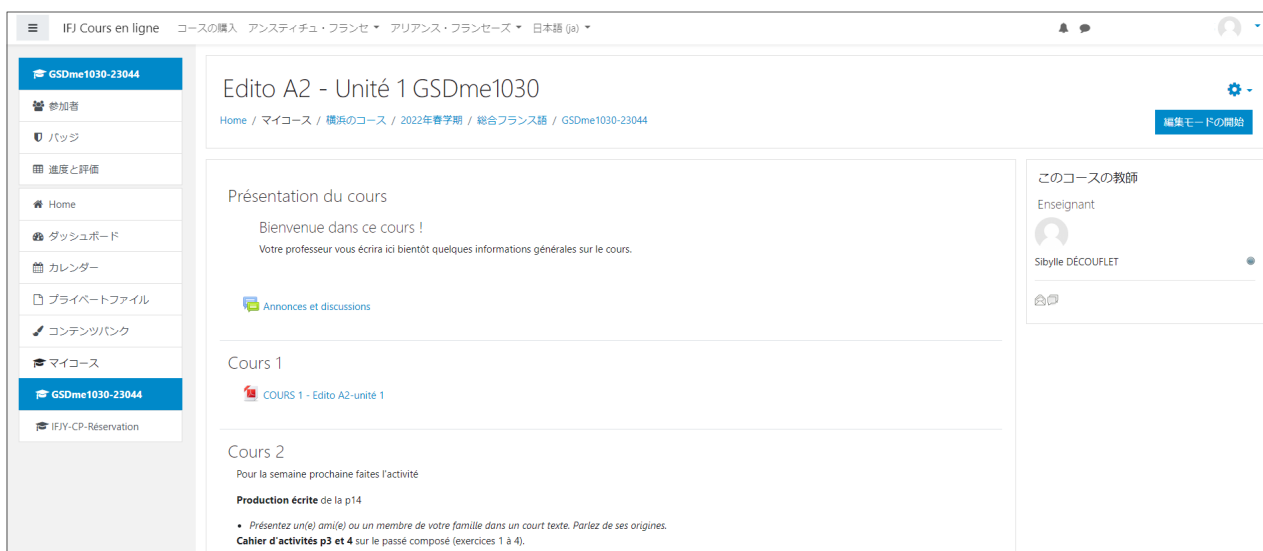 IFJ Cours en ligne コースの購入 アンスティチュ・フランセ アリアンス・フランセーズ 日本語 (ja)
GSDme1030-23044
参加者
バッジ
進度と評価
Home
ダッシュボード
カレンダー
プライベートファイル
コンテンツバンク
マイコース
GSDme1030-23044
IFJY-CP-Réservation
Edito A2 - Unité 1 GSDme1030
Home / マイコース / 横浜のコース / 2022年春学期 / 総合フランス語 / GSDme1030-23044
編集モードの開始
Présentation du cours
Bienvenue dans ce cours !
Votre professeur vous écrira ici bientôt quelques informations générales sur le cours.
Annonces et discussions
Cours 1
COURS 1 - Edito A2-unité 1
Cours 2
Pour la semaine prochaine faites l'activité
Production écrite de la p14
• Présentez un(e) ami(e) ou un membre de votre famille dans un court texte. Parlez de ses origines.
Cahier d'activités p3 et 4 sur le passé composé (exercices 1 à 4).
このコースの教師
Enseignant
Sibylle DÉCOUFLET